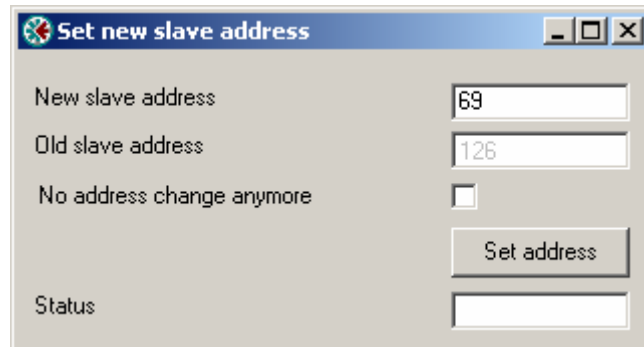 Set new slave address
New slave address 69
Old slave address 126
No address change anymore
Set address
Status